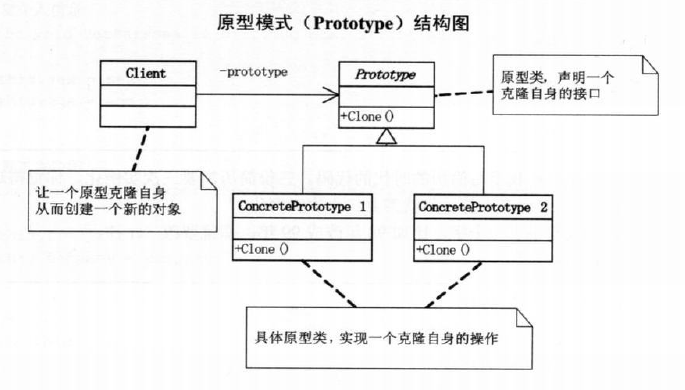 原型模式（Prototype）结构图
Client
-prototype
Prototype
+Clone()
原型类，声明一个
克隆自身的接口
让一个原型克隆自身
从而创建一个新的对象
ConcretePrototype 1
+Clone()
ConcretePrototype 2
+Clone()
具体原型类，实现一个克隆自身的操作